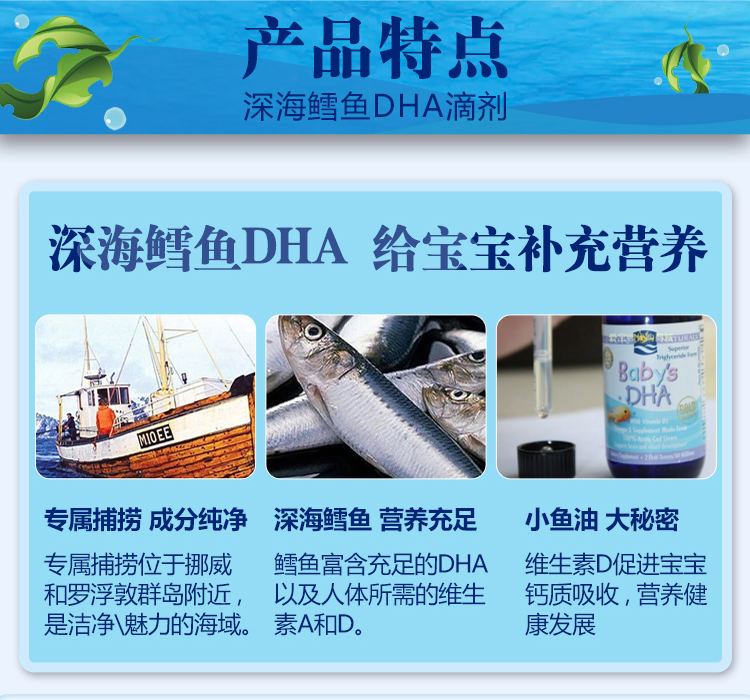 产品特点
深海鳕鱼DHA滴剂
深海鳕鱼DHA 给宝宝补充营养
M10EE
Superior
Triglyceride Form
Baby's
DHA
专属捕捞 成分纯净
专属捕捞位于挪威
和罗浮敦群岛附近，
是洁净\魅力的海域。
深海鳕鱼 营养充足
鳕鱼富含充足的DHA
以及人体所需的维生
素A和D。
小鱼油 大秘密
维生素D促进宝宝
钙质吸收，营养健
康发展